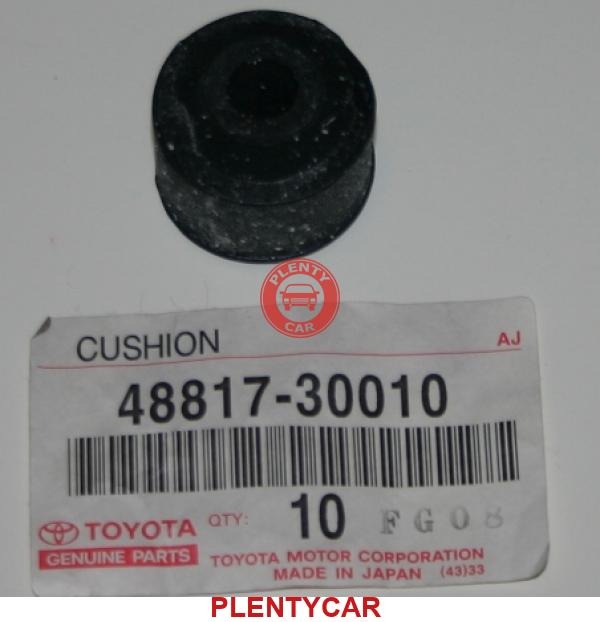 PLENTY
CAR
CUSHION AJ
48817-30010
TOYOTA QTY: 10 FG08
GENUINE PARTS TOYOTA MOTOR CORPORATION
MADE IN JAPAN (43)33
PLENTYCAR